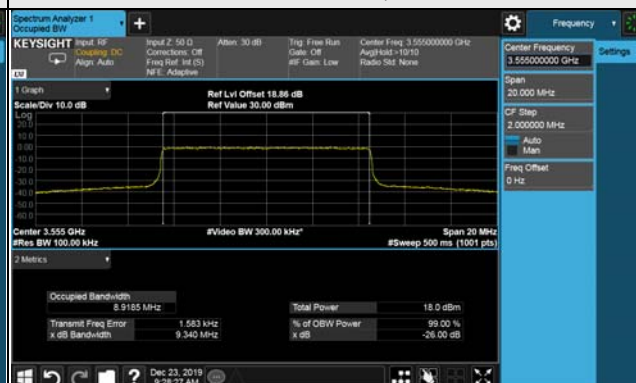 Spectrum Analyzer 1
Occupied BW
Frequency
KEYSIGHT Input: RF
Coupling: DC
Align: Auto
Input Z: 50 Ω
Corrections: Off
Freq Ref: Int (S)
NFE: Adaptive
Atten: 30 dB
Trig: Free Run
Gate: Off
#IF Gain: Low
Center Freq: 3.555000000 GHz
Avg|Hold:>10/10
Radio Std: None
LXI
Center Frequency
3.555000000 GHz
Settings
Span
20.000 MHz
CF Step
2.000000 MHz
Auto
Man
Freq Offset
0 Hz
1 Graph
Scale/Div 10.0 dB
Ref Lvl Offset 18.86 dB
Ref Value 30.00 dBm
Log
20.0
10.0
0.00
-10.0
-20.0
-30.0
-40.0
-50.0
-60.0
Center 3.555 GHz
#Res BW 100.00 kHz
#Video BW 300.00 kHz*
Span 20 MHz
#Sweep 500 ms (1001 pts)
2 Metrics
Occupied Bandwidth
8.9185 MHz
Total Power 18.0 dBm
Transmit Freq Error 1.583 kHz
% of OBW Power 99.00 %
x dB Bandwidth 9.340 MHz
x dB -26.00 dB
Dec 23, 2019
9:28:27 AM